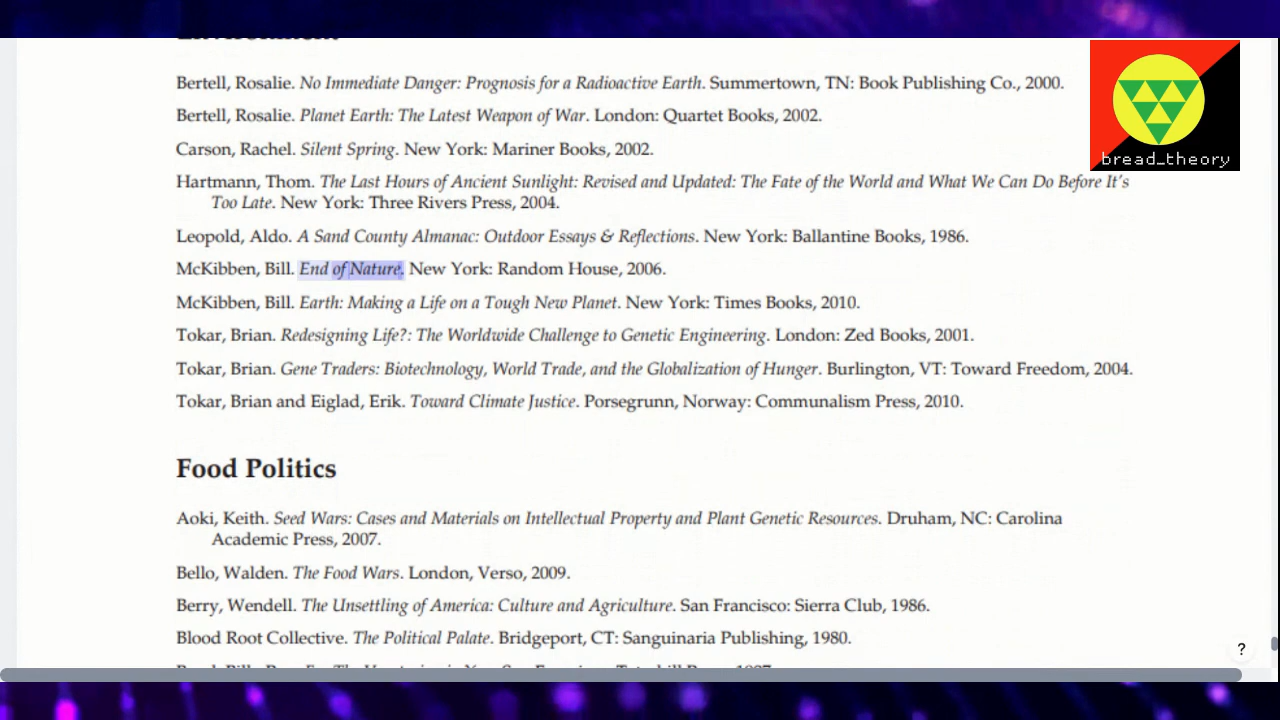 Environment
Bertell, Rosalie. No Immediate Danger: Prognosis for a Radioactive Earth. Summertown, TN: Book Publishing Co., 2000.
Bertell, Rosalie. Planet Earth: The Latest Weapon of War. London: Quartet Books, 2002.
bread_theory
Carson, Rachel. Silent Spring. New York: Mariner Books, 2002.
Hartmann, Thom. The Last Hours of Ancient Sunlight: Revised and Updated: The Fate of the World and What We Can Do Before It's
Too Late. New York: Three Rivers Press, 2004.
Leopold, Aldo. A Sand County Almanac: Outdoor Essays & Reflections. New York: Ballantine Books, 1986.
McKibben, Bill. End of Nature. New York: Random House, 2006.
McKibben, Bill. Earth: Making a Life on a Tough New Planet. New York: Times Books, 2010.
Tokar, Brian. Redesigning Life?: The Worldwide Challenge to Genetic Engineering. London: Zed Books, 2001.
Tokar, Brian. Gene Traders: Biotechnology, World Trade, and the Globalization of Hunger. Burlington, VT: Toward Freedom, 2004.
Tokar, Brian and Eiglad, Erik. Toward Climate Justice. Porsegrunn, Norway: Communalism Press, 2010.
Food Politics
Aoki, Keith. Seed Wars: Cases and Materials on Intellectual Property and Plant Genetic Resources. Druham, NC: Carolina
Academic Press, 2007.
Bello, Walden. The Food Wars. London, Verso, 2009.
Berry, Wendell. The Unsettling of America: Culture and Agriculture. San Francisco: Sierra Club, 1986.
Blood Root Collective. The Political Palate. Bridgeport, CT: Sanguinaria Publishing, 1980.
?